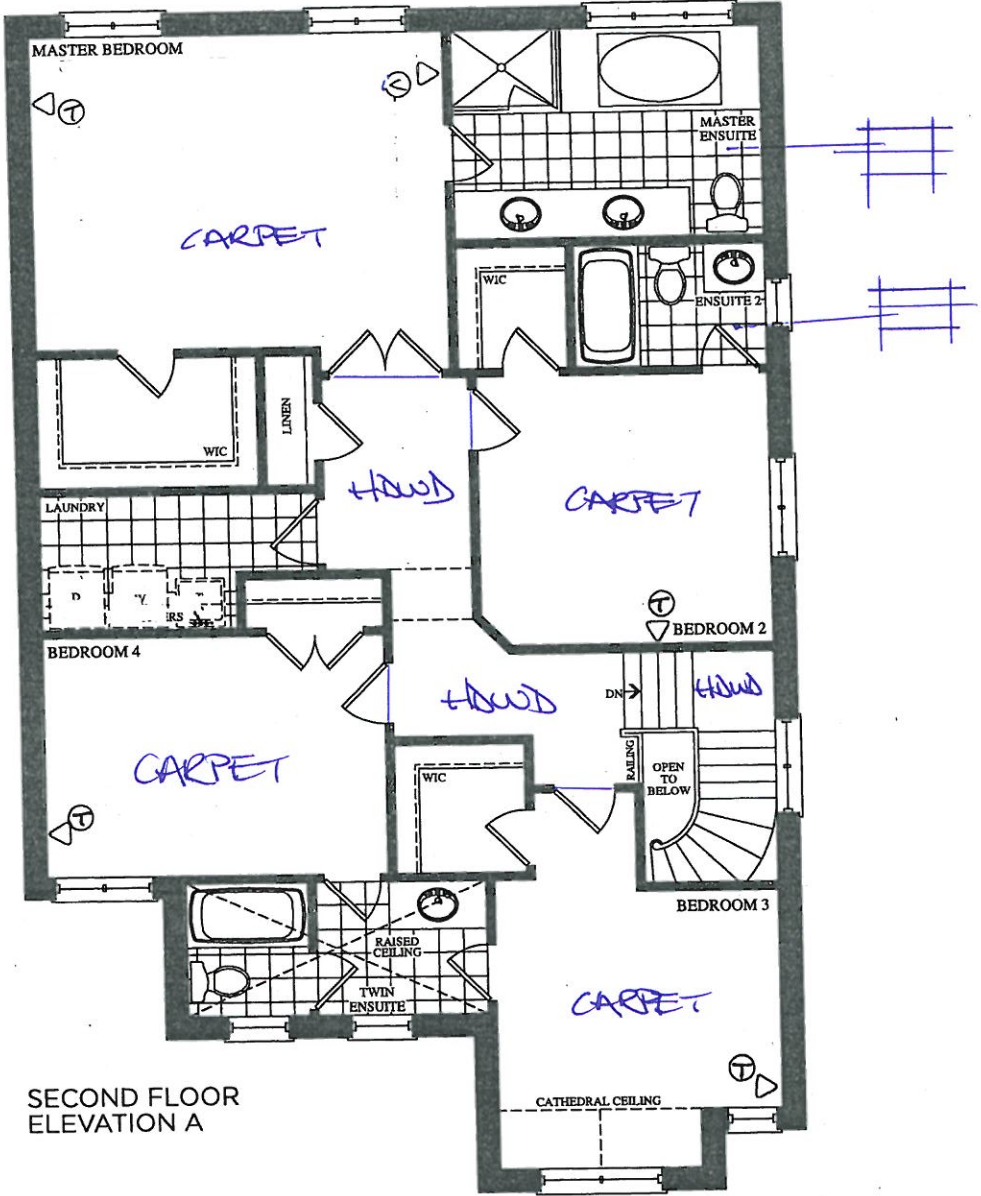 MASTER BEDROOM
T
MASTER
ENSUITE
CARPET
WIC
ENSUITE 2
LINEN
WIC
HDWD
CARPET
LAUNDRY
D
T
BEDROOM 2
BEDROOM 4
DN
HDWD
HDWD
CARPET
WIC
RAILING
OPEN
TO
BELOW
T
BEDROOM 3
RAISED
CEILING
TWIN
ENSUITE
CARPET
T
CATHEDRAL CEILING
SECOND FLOOR
ELEVATION A